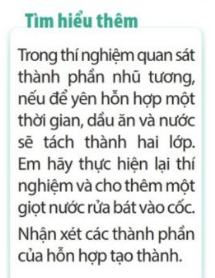 Tìm hiểu thêm
Trong thí nghiệm quan sát
thành phần nhũ tương,
nếu để yên hỗn hợp một
thời gian, dầu ăn và nước
sẽ tách thành hai lớp.
Em hãy thực hiện lại thí
nghiệm và cho thêm một
giọt nước rửa bát vào cốc.
Nhận xét các thành phần
của hỗn hợp tạo thành.